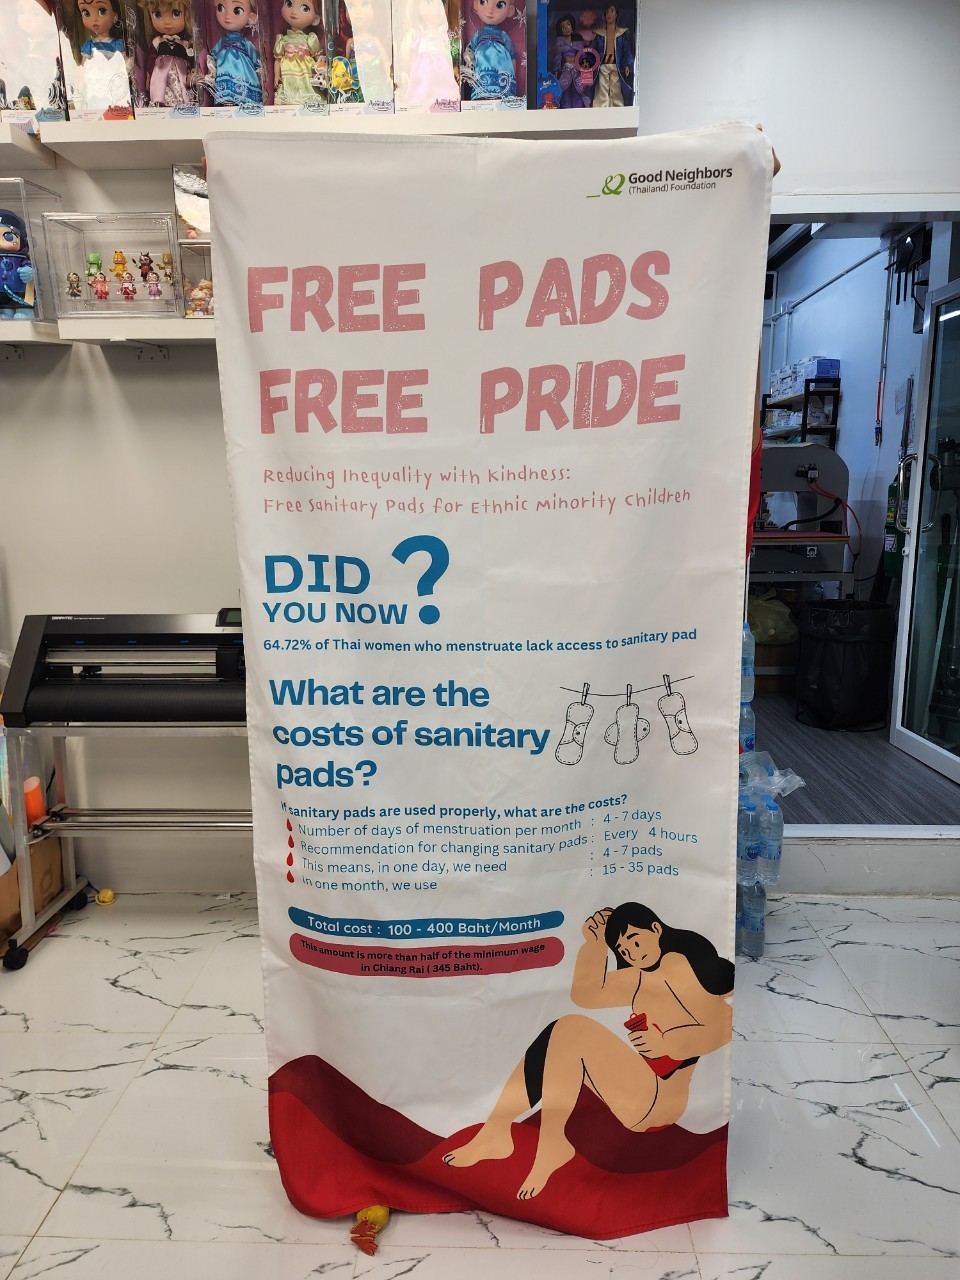 Good Neighbors
(Thailand) Foundation
FREE PADS
FREE PRIDE
Reducing Inequality with Kindness:
Free Sanitary Pads for Ethnic Minority Children
DID
YOU NOW ?
64.72% of Thai women who menstruate lack access to sanitary pad
What are the
costs of sanitary
pads?
If sanitary pads are used properly, what are the costs?
Number of days of menstruation per month : 4 - 7 days
Recommendation for changing sanitary pads : Every 4 hours
This means, in one day, we need : 4 - 7 pads
In one month, we use : 15 - 35 pads
Total cost : 100 - 400 Baht/Month
This amount is more than half of the minimum wage
in Chiang Rai ( 345 Baht).
GRAPHTEC